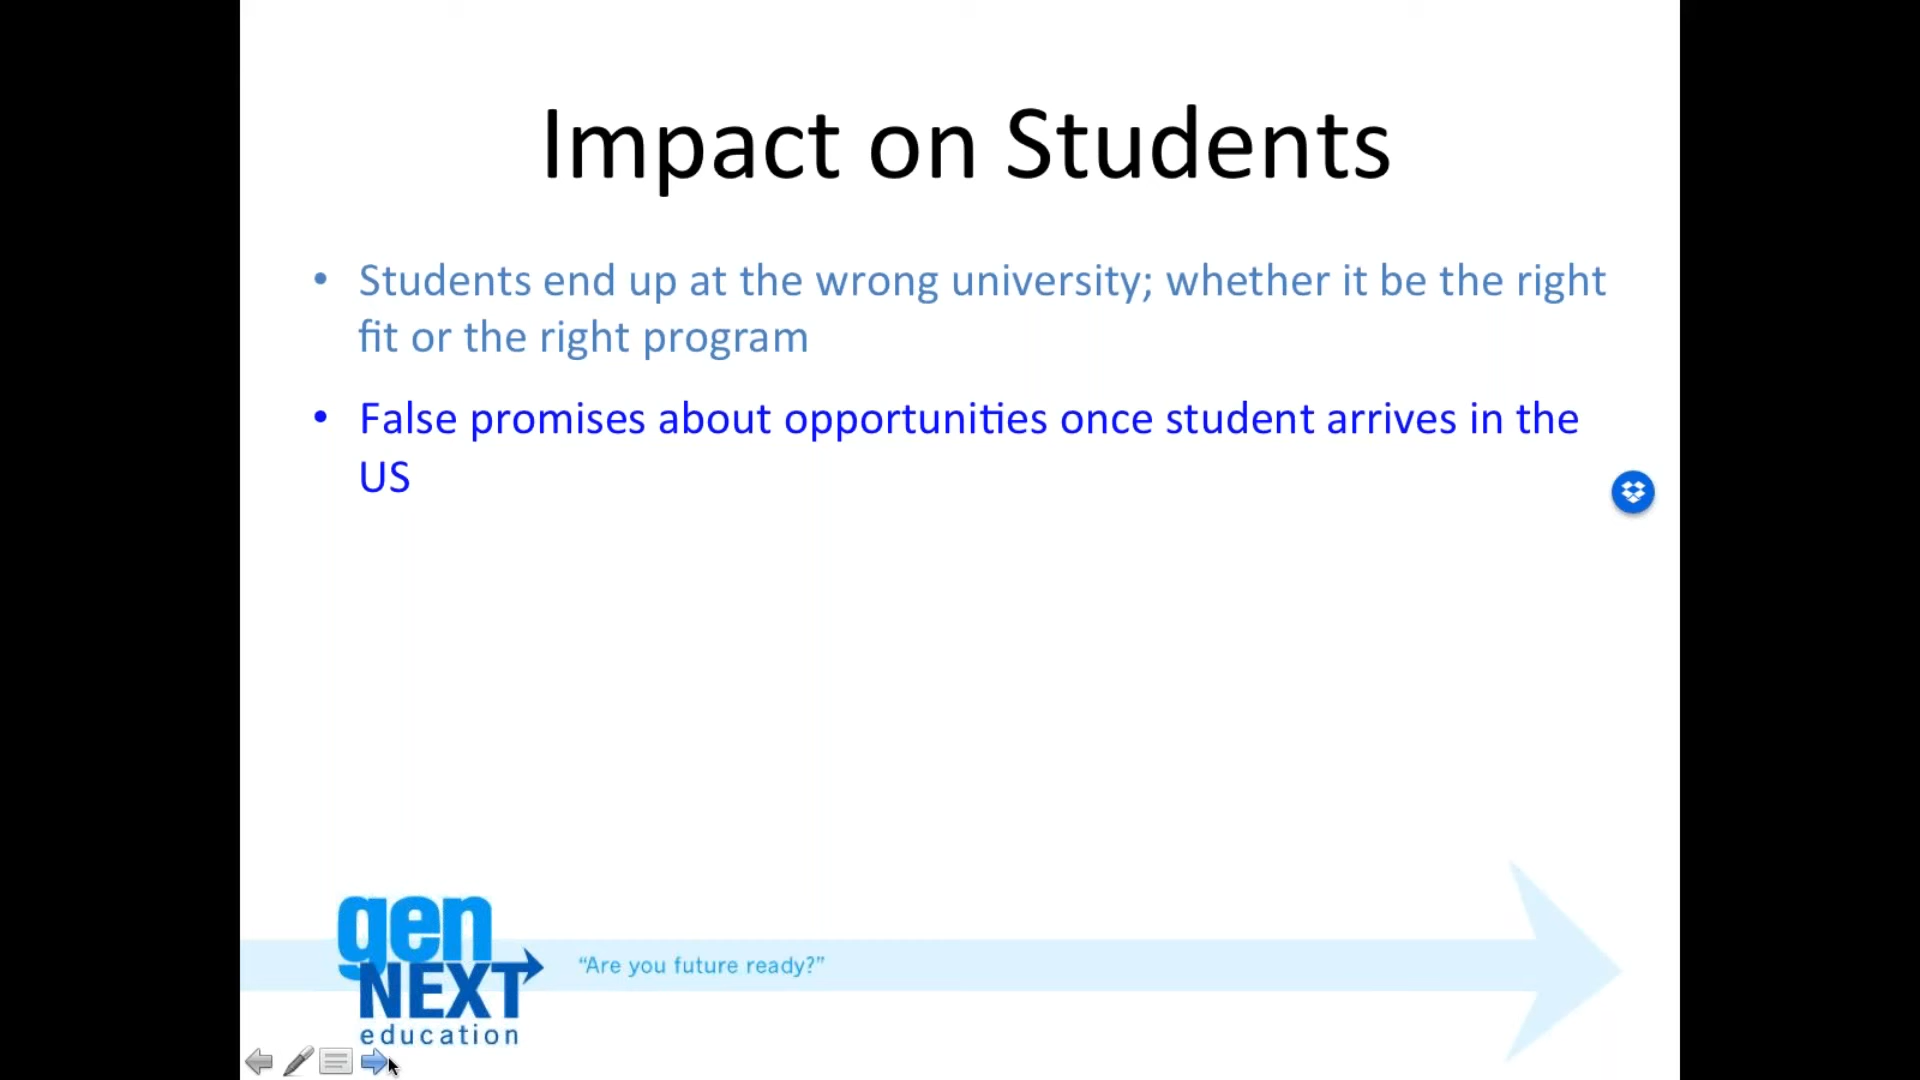 Impact on Students
• Students end up at the wrong university; whether it be the right
fit or the right program
• False promises about opportunities once student arrives in the
US
gen
NEXT
education
“Are you future ready?”